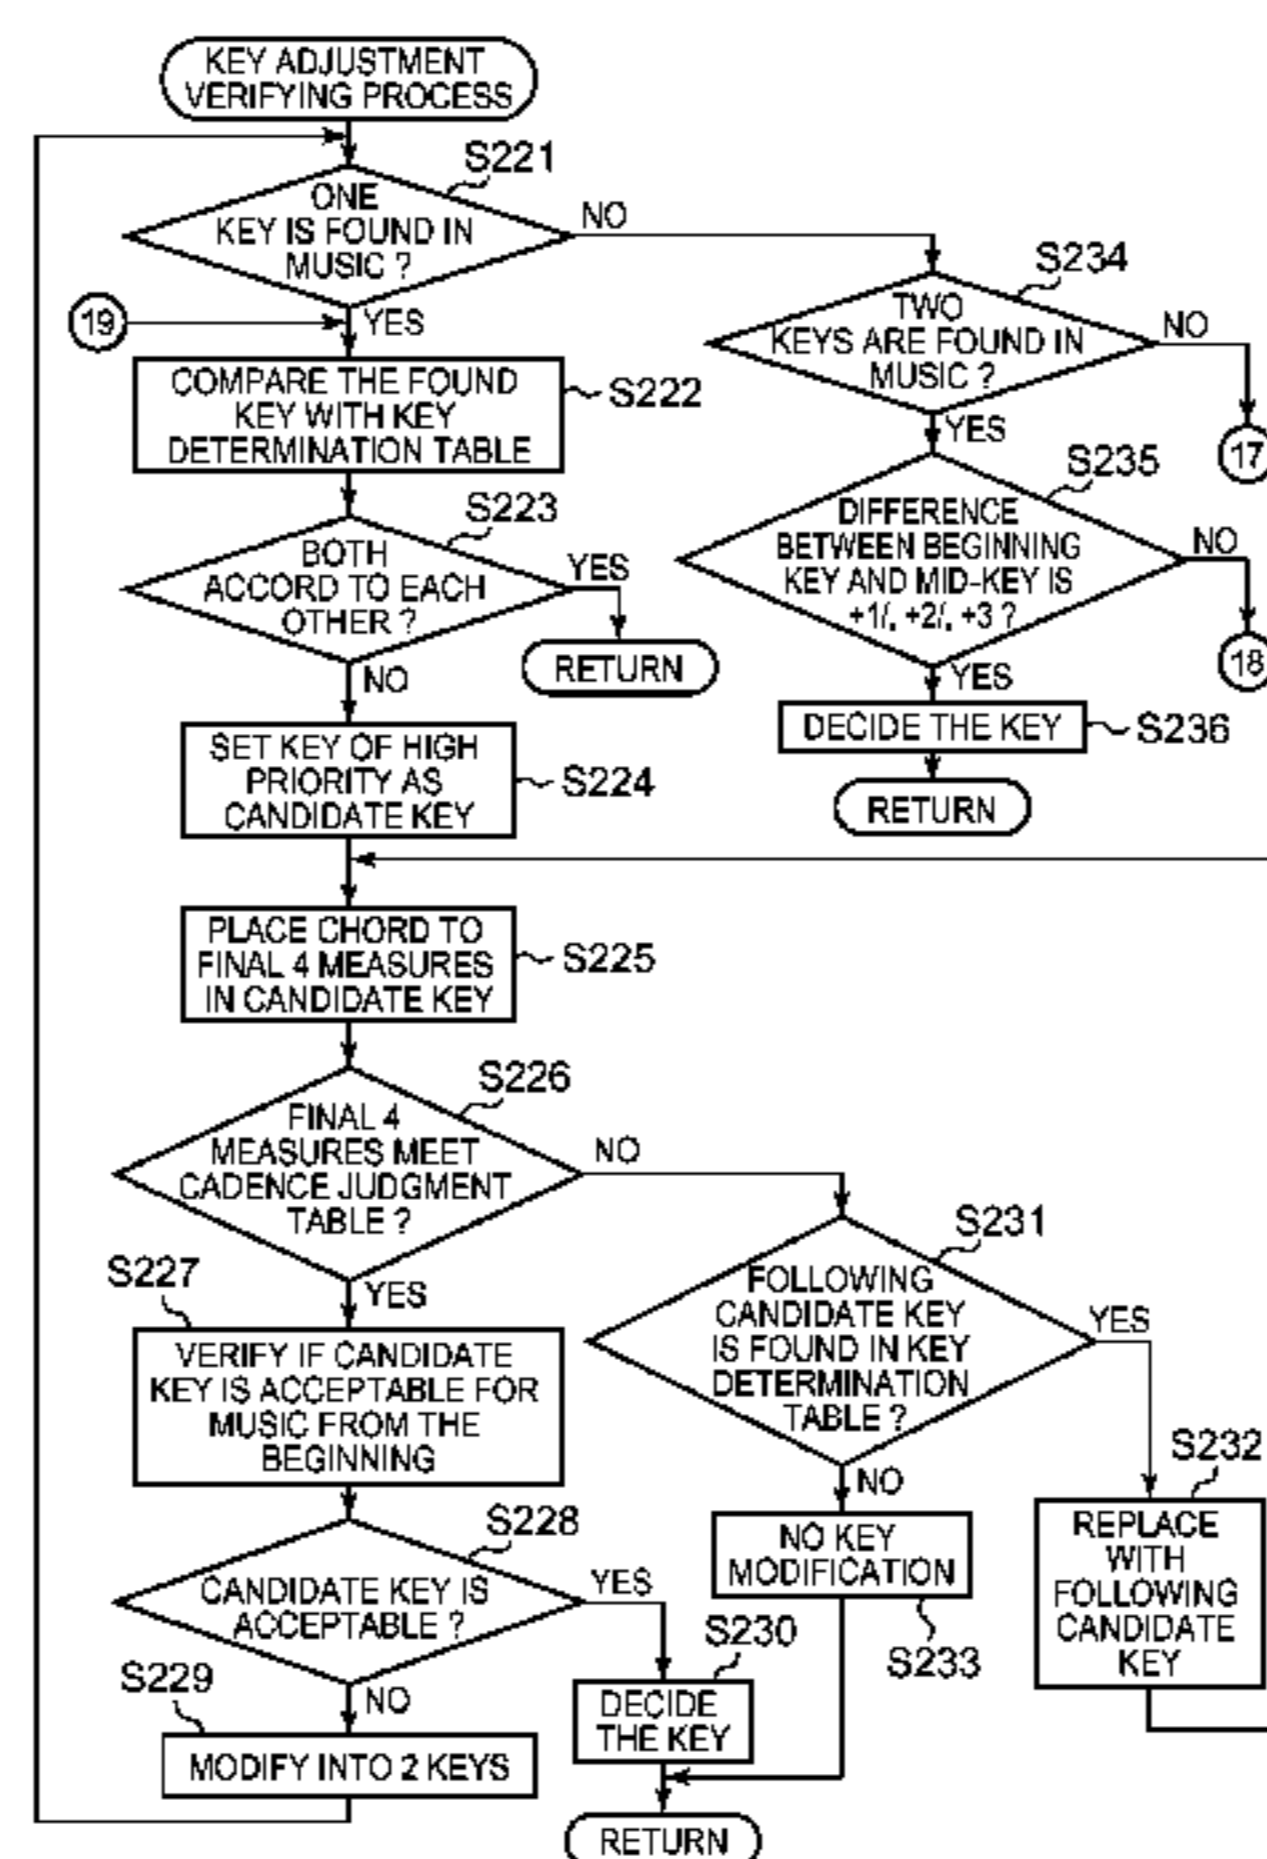 KEY ADJUSTMENT
VERIFYING PROCESS
S221
ONE
KEY IS FOUND IN
MUSIC ?
NO
YES
19
S222
COMPARE THE FOUND
KEY WITH KEY
DETERMINATION TABLE
S223
BOTH
ACCORD TO EACH
OTHER ?
YES
RETURN
NO
SET KEY OF HIGH
PRIORITY AS
CANDIDATE KEY
S224
PLACE CHORD TO
FINAL 4 MEASURES
IN CANDIDATE KEY
S225
S226
FINAL 4
MEASURES MEET
CADENCE JUDGMENT
TABLE ?
NO
YES
S227
VERIFY IF CANDIDATE
KEY IS ACCEPTABLE FOR
MUSIC FROM THE
BEGINNING
S228
CANDIDATE KEY IS
ACCEPTABLE ?
YES
NO
S229
MODIFY INTO 2 KEYS
S230
DECIDE
THE KEY
RETURN
S231
FOLLOWING
CANDIDATE KEY
IS FOUND IN KEY
DETERMINATION
TABLE ?
YES
NO
S232
REPLACE
WITH
FOLLOWING
CANDIDATE
KEY
NO KEY
MODIFICATION
S233
S234
TWO
KEYS ARE FOUND IN
MUSIC ?
NO
17
YES
S235
DIFFERENCE
BETWEEN BEGINNING
KEY AND MID-KEY IS
+1/, +2/, +3 ?
NO
18
YES
DECIDE THE KEY
S236
RETURN